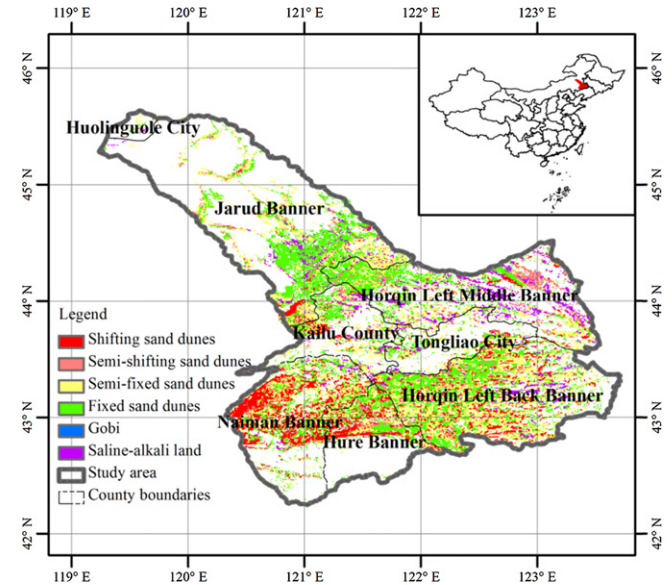 119° E 120° E 121° E 122° E 123° E
46° N 46° N
45° N 45° N
44° N 44° N
43° N 43° N
42° N 42° N
Huolinguole City
Jarud Banner
Horqin Left Middle Banner
Kailu County
Tongliao City
Horqin Left Back Banner
Naiman Banner
Hure Banner
Legend
Shifting sand dunes
Semi-shifting sand dunes
Semi-fixed sand dunes
Fixed sand dunes
Gobi
Saline-alkali land
Study area
County boundaries
119° E 120° E 121° E 122° E 123° E